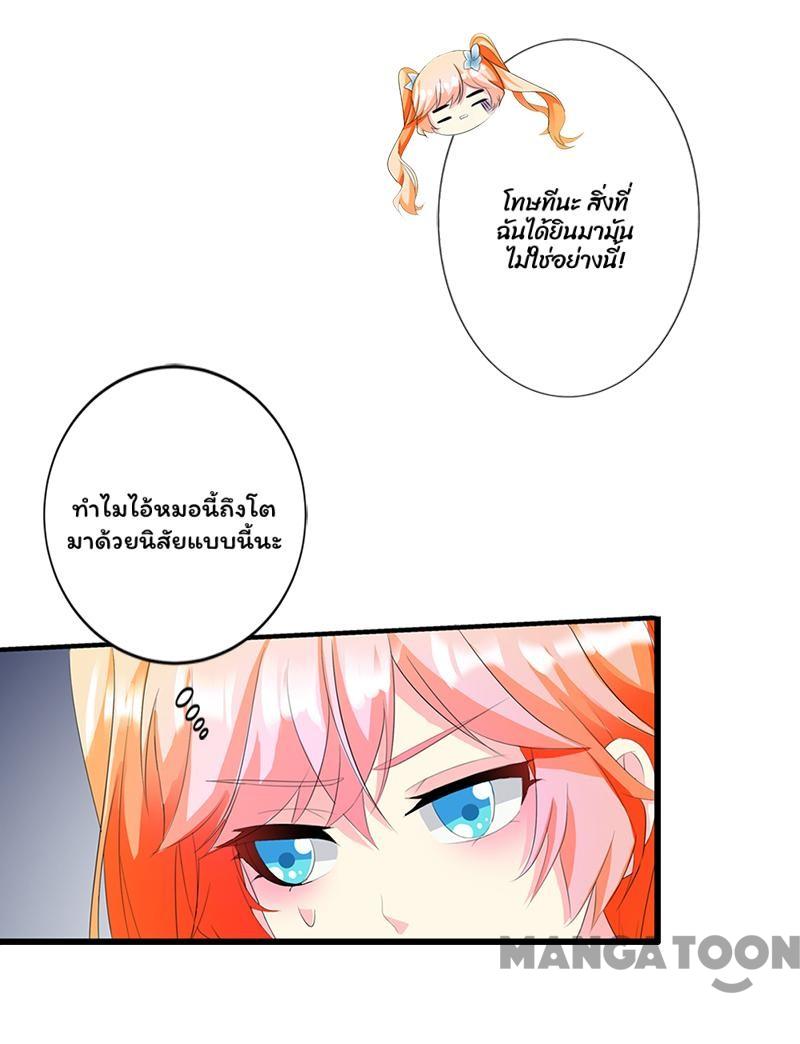 โทษทีนะ สิ่งที่
ฉันได้ยินมามัน
ไม่ใช่อย่างนี้!
ทำไมไอ้หมอนี้ถึงโต
มาด้วยนิสัยแบบนี้นะ
MANGATOON